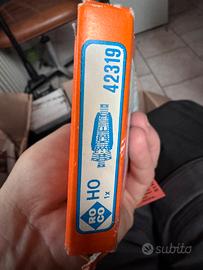 42319
ROCO
HO
1x
subito